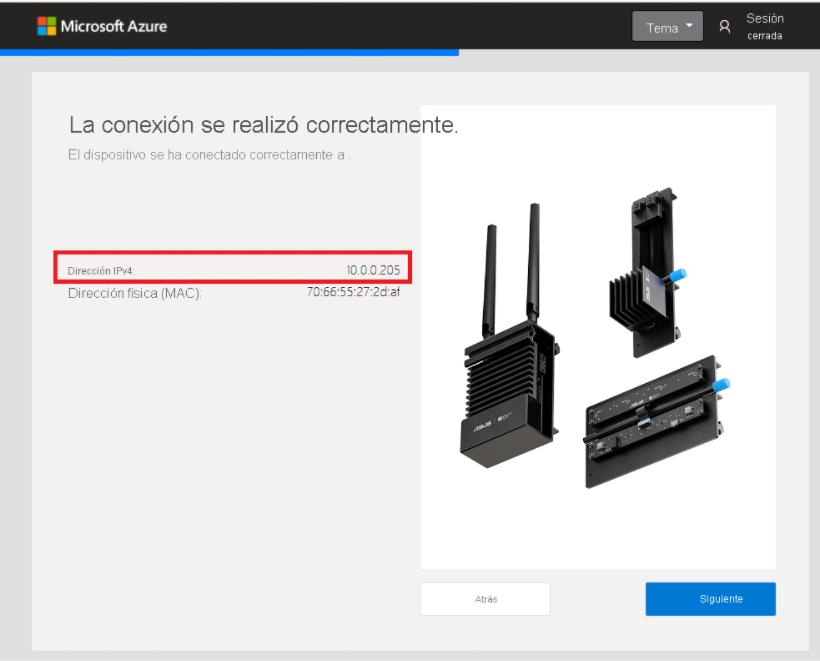 Microsoft Azure
Tema
Sesión
cerrada
La conexión se realizó correctamente.
El dispositivo se ha conectado correctamente a .
Dirección IPv4: 10.0.0.205
Dirección física (MAC): 70:66:55:27:2d:af
ASUS
Atrás
Siguiente